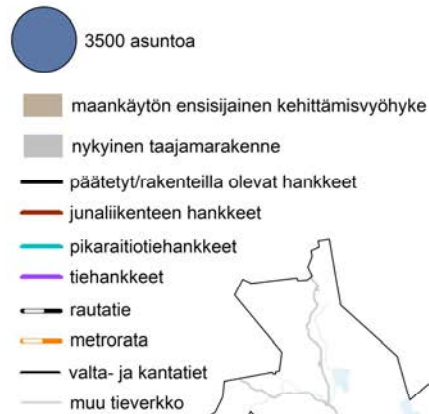 3500 asuntoa
maankäytön ensisijainen kehittämisvyöhyke
nykyinen taajamarakenne
päätetyt/rakenteilla olevat hankkeet
junaliikenteen hankkeet
pikaraitiotiehankkeet
tiehankkeet
rautatie
metrorata
valta- ja kantatiet
muu tieverkko